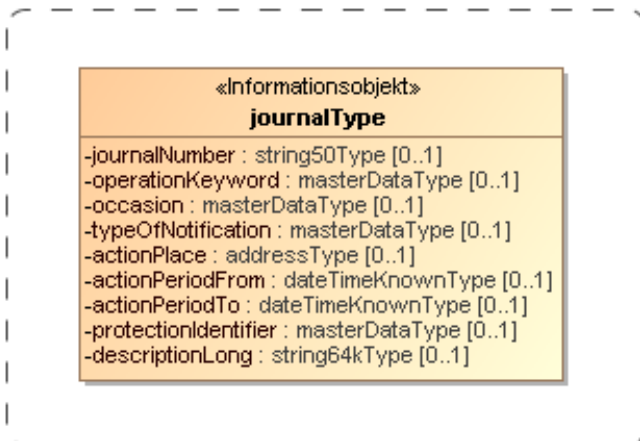 «Informationsobjekt»
journalType
-journalNumber : string50Type [0..1]
-operationKeyword : masterDataType [0..1]
-occasion : masterDataType [0..1]
-typeOfNotification : masterDataType [0..1]
-actionPlace : addressType [0..1]
-actionPeriodFrom : dateTimeKnownType [0..1]
-actionPeriodTo : dateTimeKnownType [0..1]
-protectionIdentifier : masterDataType [0..1]
-descriptionLong : string64kType [0..1]